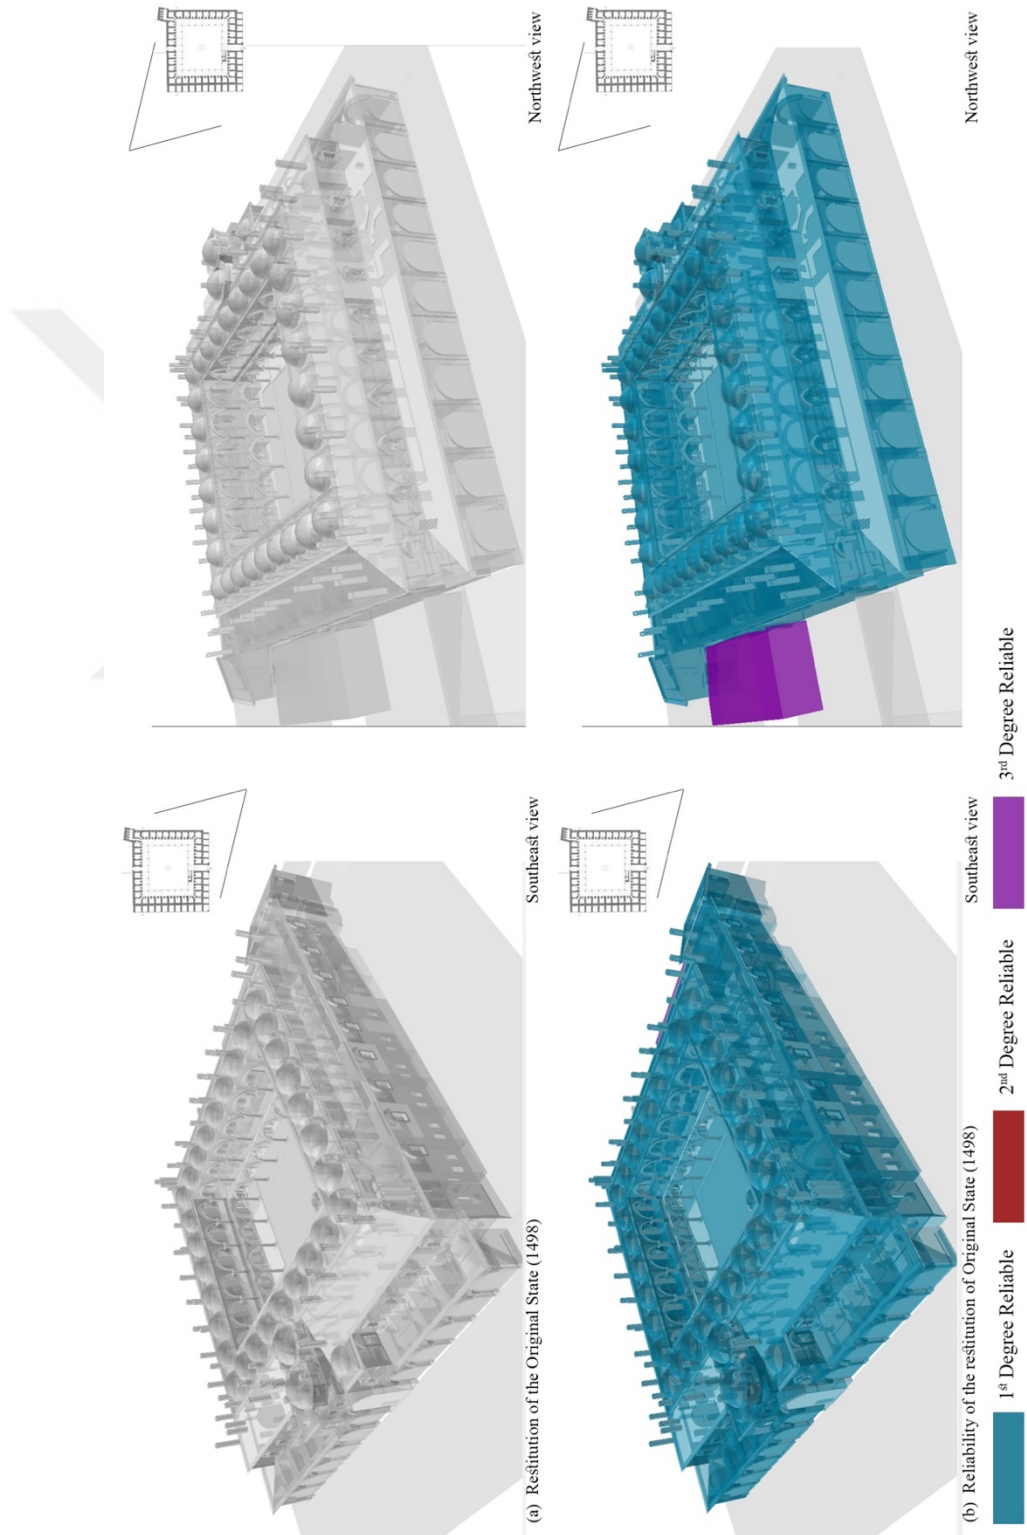 Southeast view
Northwest view
(a) Restitution of the Original State (1498)
Southeast view
Northwest view
(b) Reliability of the restitution of Original State (1498)
1st Degree Reliable
2nd Degree Reliable
3rd Degree Reliable